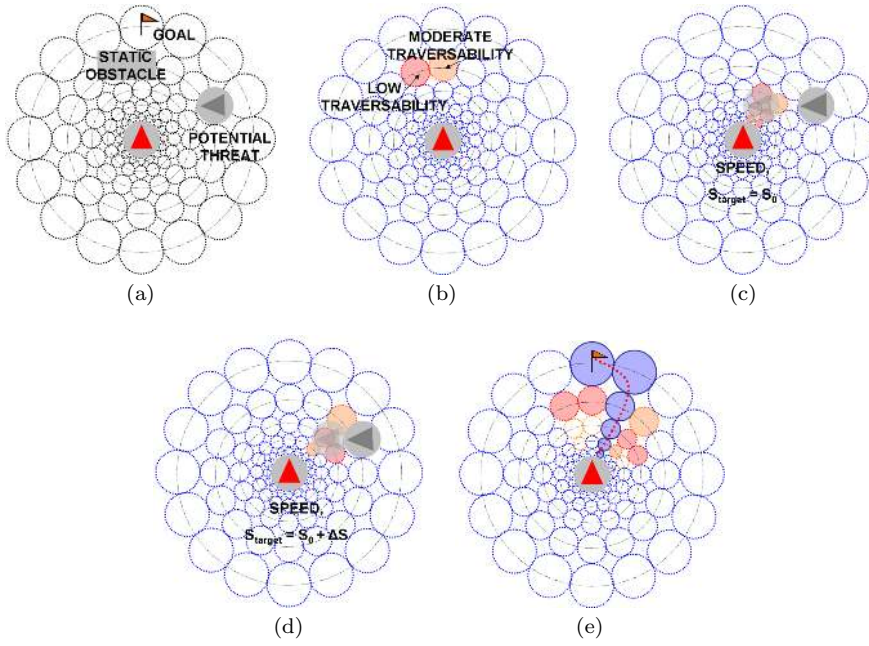 GOAL
STATIC
OBSTACLE
POTENTIAL
THREAT
(a)
MODERATE
TRAVERSABILITY
LOW
TRAVERSABILITY
(b)
SPEED,
S_target = S_0
(c)
SPEED,
S_target = S_0 + ΔS
(d)
(e)